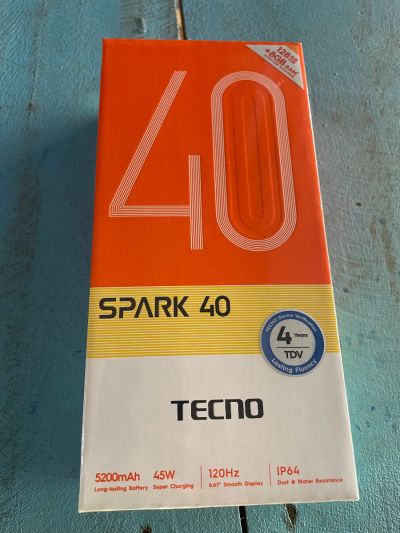 128GB
+8GB RAM
40
SPARK 40
TECNO Device Verification
4 Years
TDV
Lasting Fluency
TECNO
5200mAh 45W 120Hz IP64
Long-lasting Battery Super Charging 6.67" Smooth Display Dust & Water Resistance